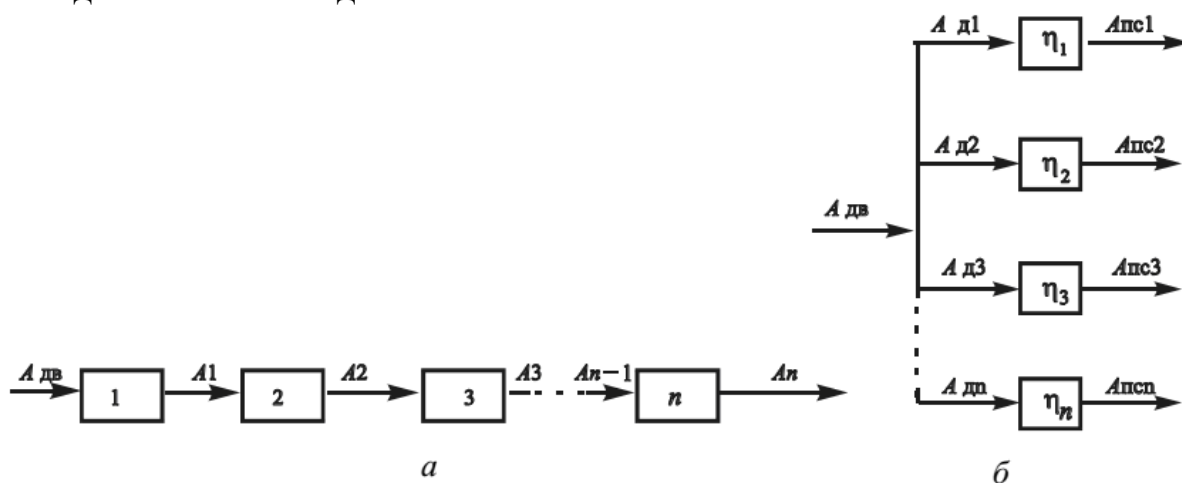 А д1 η1 Апс1
А д2 η2 Апс2
А дв
А д3 η3 Апс3
А дв 1 А1 2 А2 3 А3 Аn−1 n Аn
А дn ηn Апсn
а
б